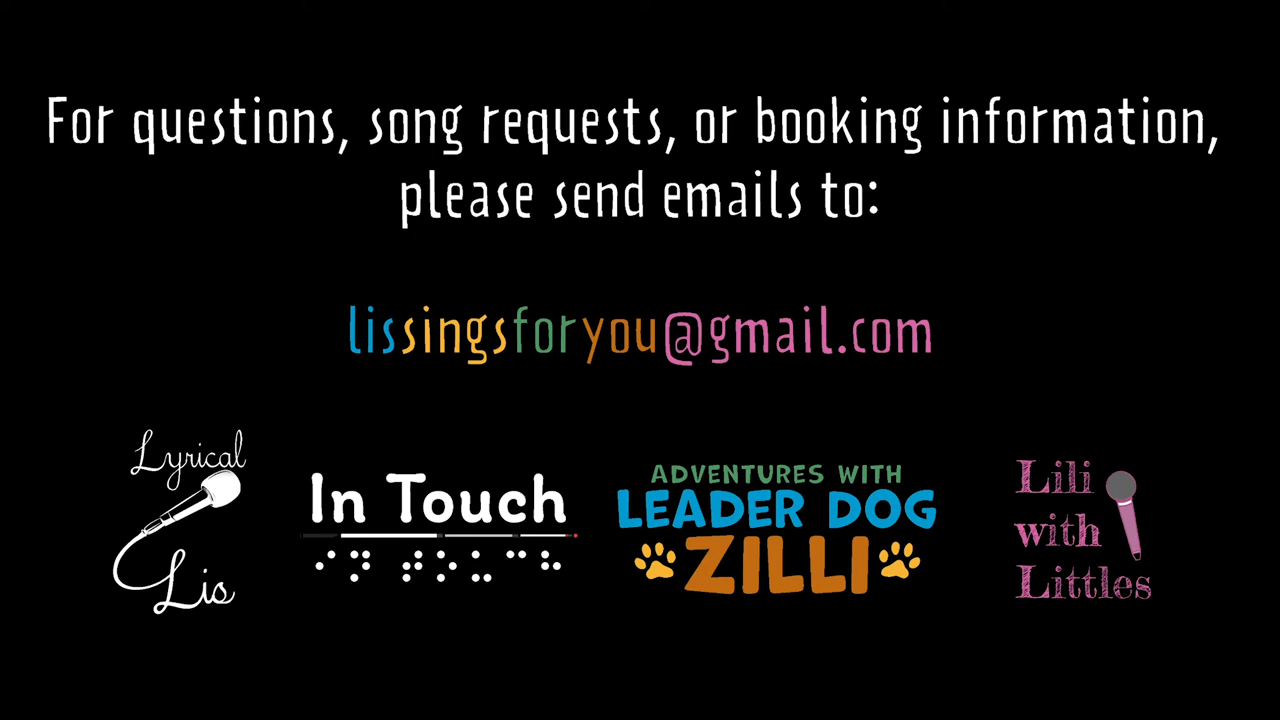 For questions, song requests, or booking information,
please send emails to:
lissingsforyou@gmail.com
Lyrical
Lis
In Touch
⠊⠝ ⠞⠕⠥⠉⠓
ADVENTURES WITH
LEADER DOG
ZILLI
Lili
with
Littles